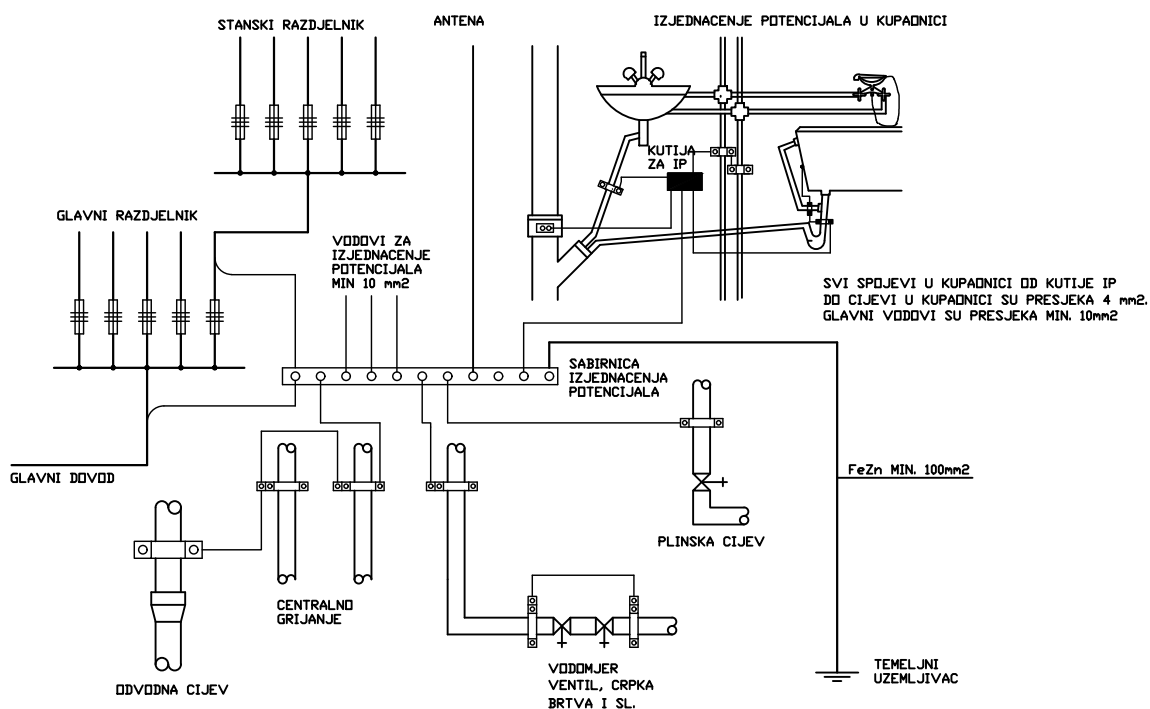 STANSKI RAZDJELNIK
ANTENA
IZJEDNACENJE POTENCIJALA U KUPAONICI
KUTIJA
ZA IP
GLAVNI RAZDJELNIK
VODOVI ZA
IZJEDNACENJE
POTENCIJALA
MIN 10 mm2
SVI SPOJEVI U KUPAONICI OD KUTIJE IP
DO CIJEVI U KUPAONICI SU PRESJEKA 4 mm2.
GLAVNI VODOVI SU PRESJEKA MIN. 10mm2
SABIRNICA
IZJEDNACENJA
POTENCIJALA
GLAVNI DOVOD
FeZn MIN. 100mm2
PLINSKA CIJEV
CENTRALNO
GRIJANJE
ODVODNA CIJEV
VODOMJER
VENTIL, CRPKA
BRTVA I SL.
TEMELJNI
UZEMLJIVAC